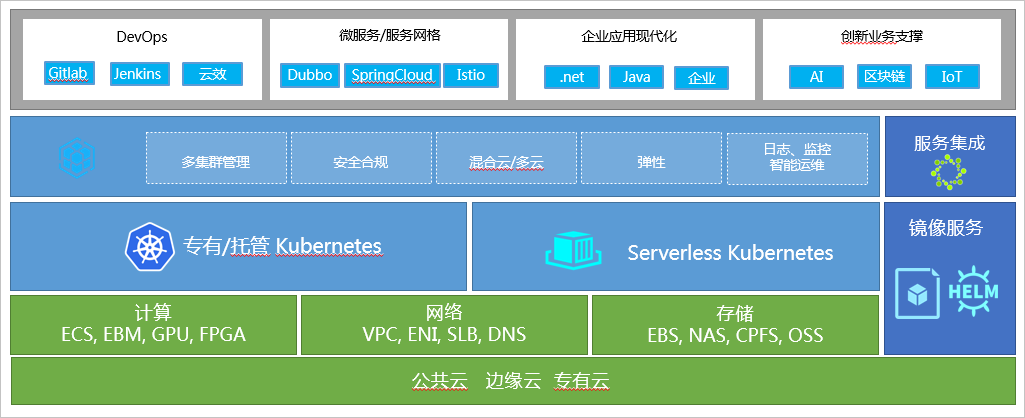 DevOps
Gitlab
Jenkins
云效
微服务/服务网格
Dubbo
SpringCloud
Istio
企业应用现代化
.net
Java
企业
创新业务支撑
AI
区块链
IoT
多集群管理
安全合规
混合云/多云
弹性
日志、监控
智能运维
服务集成
专有/托管 Kubernetes
Serverless Kubernetes
镜像服务
HELM
计算
ECS, EBM, GPU, FPGA
网络
VPC, ENI, SLB, DNS
存储
EBS, NAS, CPFS, OSS
公共云 边缘云 专有云